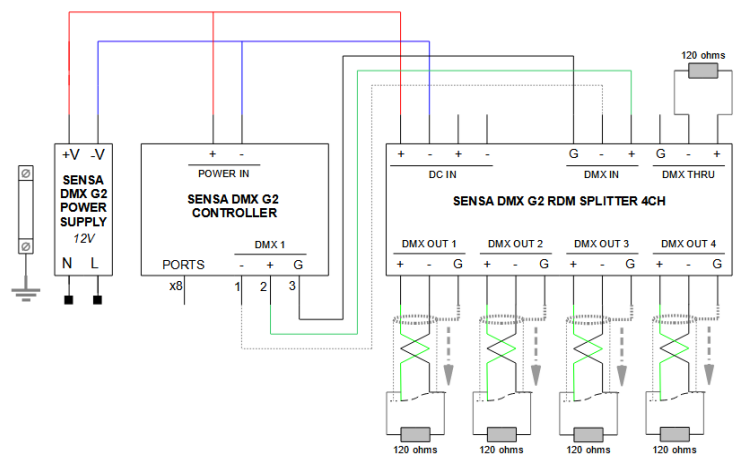 120 ohms
+V -V
SENSA
DMX G2
POWER
SUPPLY
12V
N L
+ -
POWER IN
SENSA DMX G2
CONTROLLER
DMX 1
PORTS - + G
x8 1 2 3
+ - + -
DC IN
G - +
DMX IN
G - +
DMX THRU
SENSA DMX G2 RDM SPLITTER 4CH
DMX OUT 1 DMX OUT 2 DMX OUT 3 DMX OUT 4
+ - G + - G + - G + - G
120 ohms 120 ohms 120 ohms 120 ohms